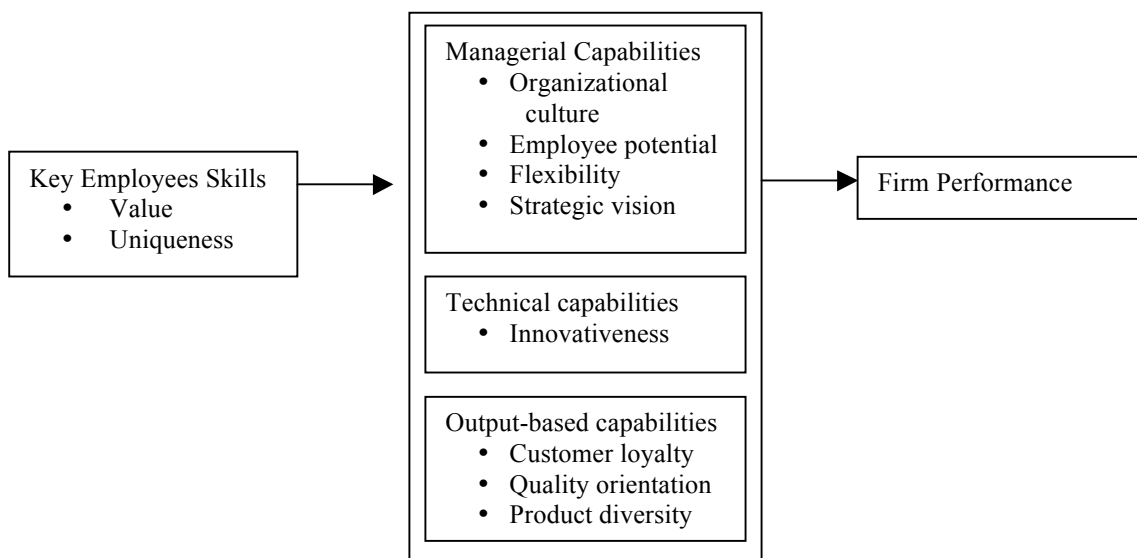 Key Employees Skills
• Value
• Uniqueness
Managerial Capabilities
• Organizational
culture
• Employee potential
• Flexibility
• Strategic vision
Technical capabilities
• Innovativeness
Output-based capabilities
• Customer loyalty
• Quality orientation
• Product diversity
Firm Performance